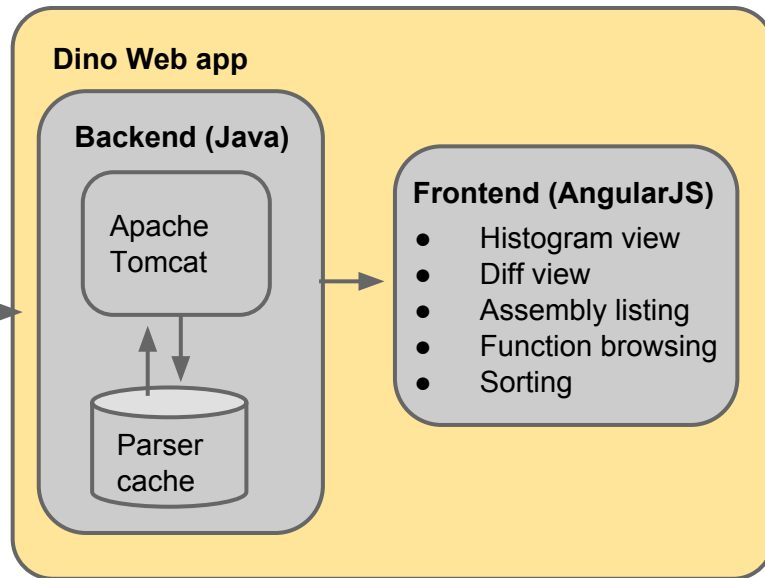 Dino Web app
Backend (Java)
Apache
Tomcat
Parser
cache
Frontend (AngularJS)
● Histogram view
● Diff view
● Assembly listing
● Function browsing
● Sorting